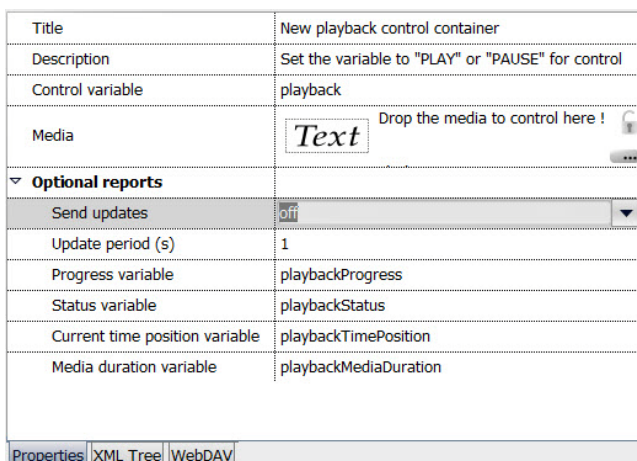 Title New playback control container
Description Set the variable to "PLAY" or "PAUSE" for control
Control variable playback
Media Text Drop the media to control here !
Optional reports
Send updates off
Update period (s) 1
Progress variable playbackProgress
Status variable playbackStatus
Current time position variable playbackTimePosition
Media duration variable playbackMediaDuration
Properties XML Tree WebDAV